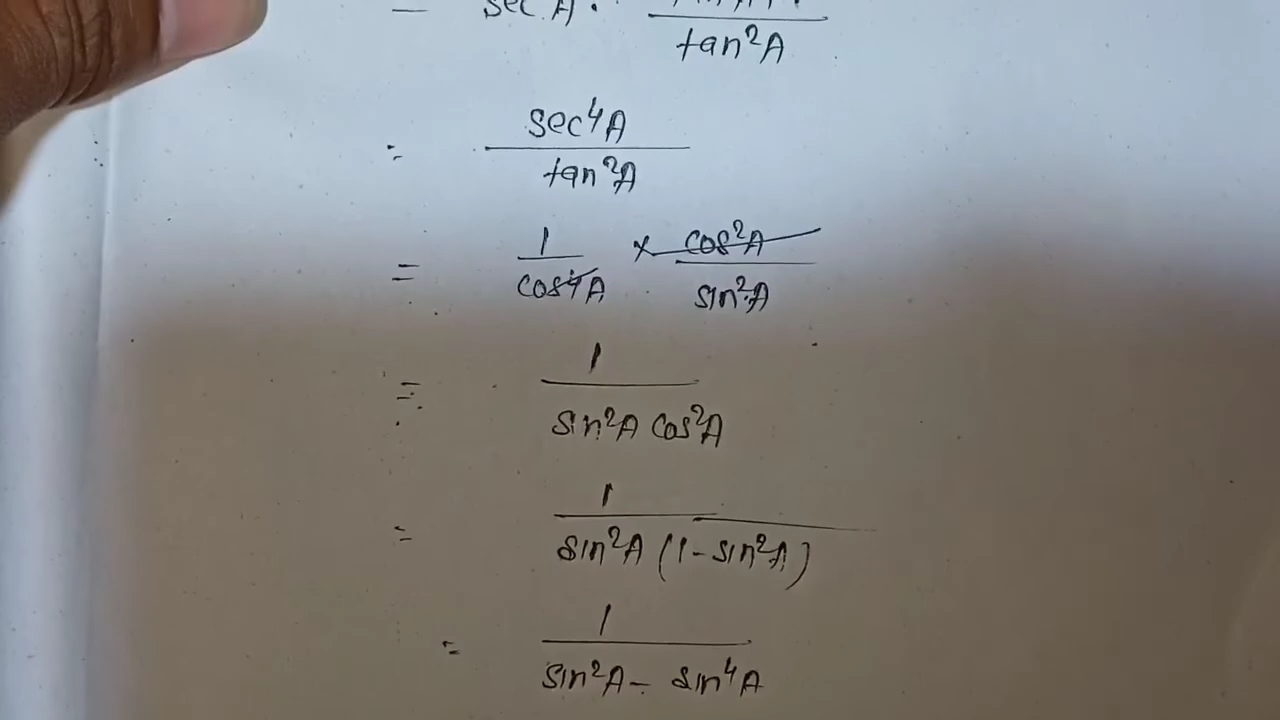 = sec²A .
tan²A
= sec⁴A / tan²A
= 1 / cos⁴A × cos²A / sin²A
= 1 / sin²A cos²A
= 1 / sin²A (1 - sin²A)
= 1 / sin²A - sin⁴A